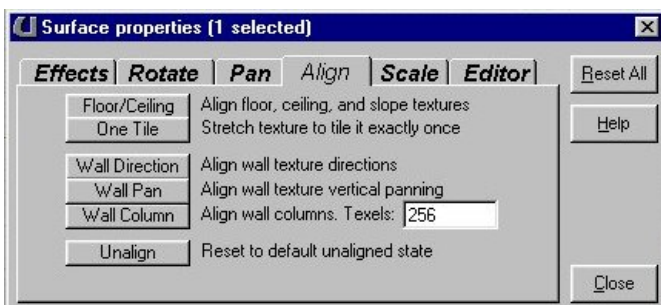 Surface properties (1 selected)
Effects Rotate Pan Align Scale Editor
Reset All
Floor/Ceiling Align floor, ceiling, and slope textures
One Tile Stretch texture to tile it exactly once
Help
Wall Direction Align wall texture directions
Wall Pan Align wall texture vertical panning
Wall Column Align wall columns. Texels: 256
Unalign Reset to default unaligned state
Close